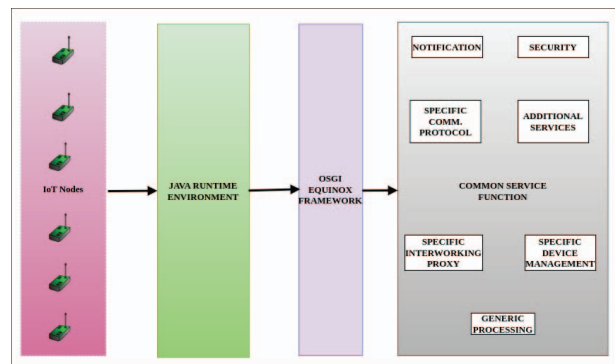 NOTIFICATION
SECURITY
SPECIFIC
COMM.
PROTOCOL
ADDITIONAL
SERVICES
IoT Nodes
JAVA RUNTIME
ENVIRONMENT
OSGI
EQUINOX
FRAMEWORK
COMMON SERVICE
FUNCTION
SPECIFIC
INTERWORKING
PROXY
SPECIFIC
DEVICE
MANAGEMENT
GENERIC
PROCESSING